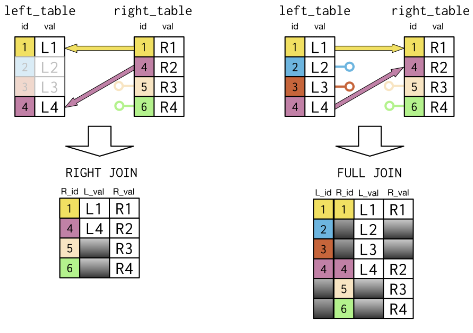 left_table right_table
id val id val
1 L1 1 R1
2 L2 4 R2
3 L3 5 R3
4 L4 6 R4
RIGHT JOIN
R_id L_val R_val
1 L1 R1
4 L4 R2
5 R3
6 R4
left_table right_table
id val id val
1 L1 1 R1
2 L2 4 R2
3 L3 5 R3
4 L4 6 R4
FULL JOIN
L_id R_id L_val R_val
1 1 L1 R1
2 L2
3 L3
4 4 L4 R2
5 R3
6 R4